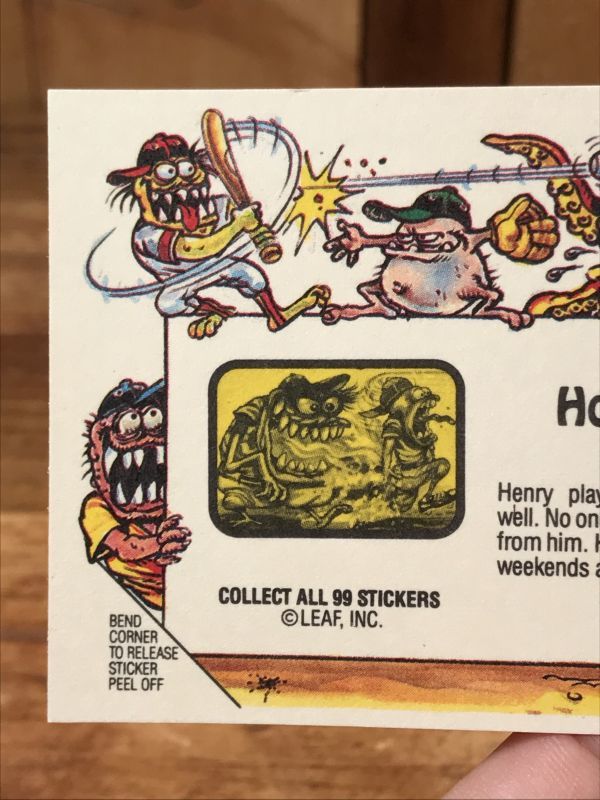 Ho
Henry play
well. No on
from him. H
weekends a
COLLECT ALL 99 STICKERS
©LEAF, INC.
BEND
CORNER
TO RELEASE
STICKER
PEEL OFF